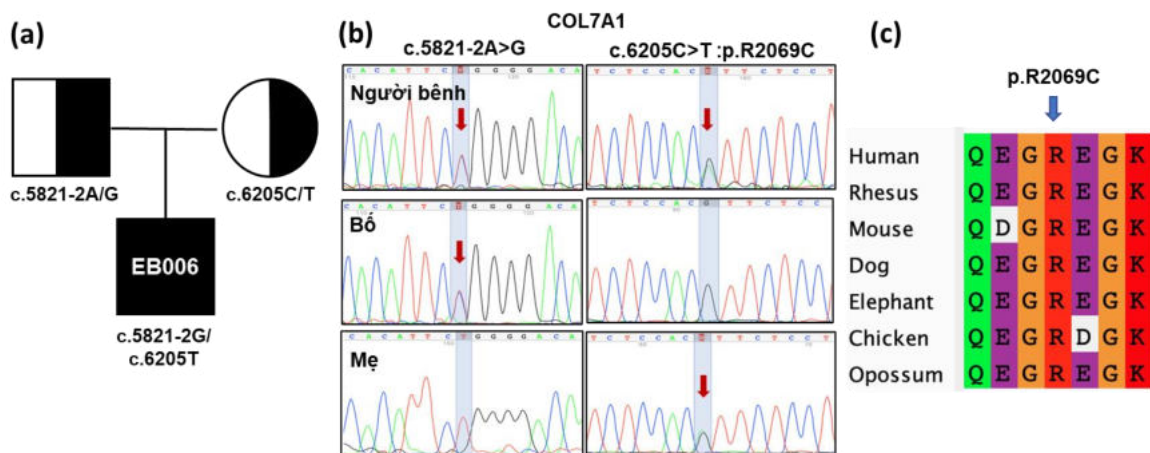 (a)
c.5821-2A/G
c.6205C/T
EB006
c.5821-2G/
c.6205T
(b)
COL7A1
c.5821-2A>G
c.6205C>T :p.R2069C
Người bênh
Bố
Mẹ
(c)
p.R2069C
Human Q E G R E G K
Rhesus Q E G R E G K
Mouse Q D G R E G K
Dog Q E G R E G K
Elephant Q E G R E G K
Chicken Q E G R D G K
Opossum Q E G R E G K